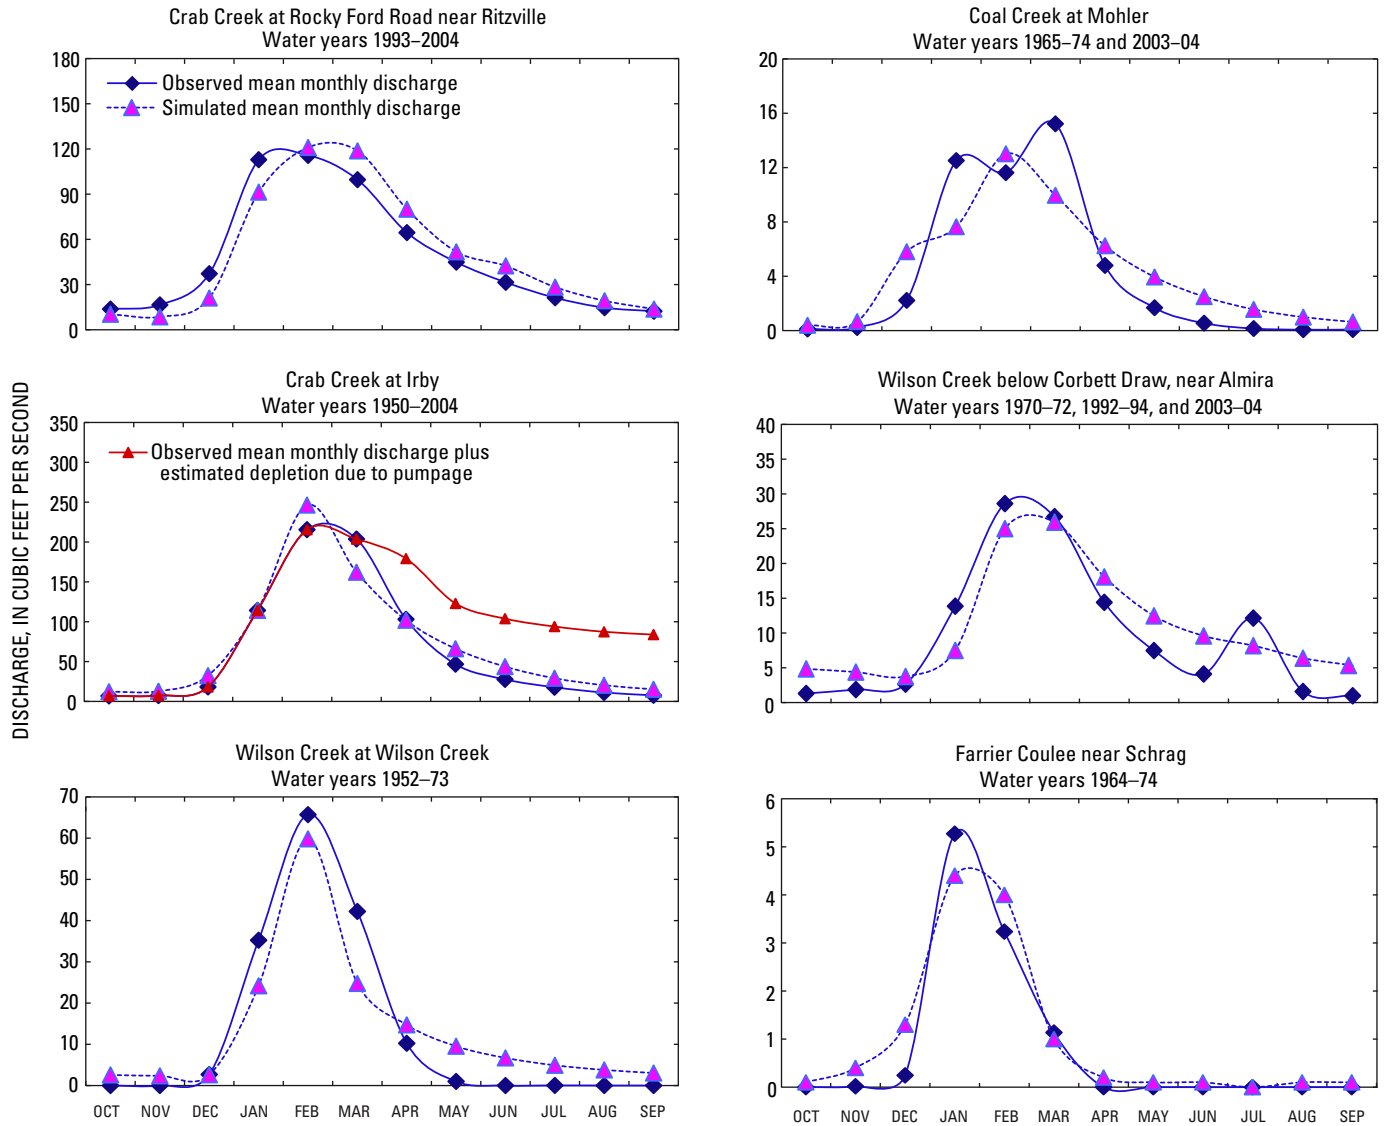 Crab Creek at Rocky Ford Road near Ritzville
Water years 1993–2004
180
150
120
90
60
30
0
Observed mean monthly discharge
Simulated mean monthly discharge
Coal Creek at Mohler
Water years 1965–74 and 2003–04
20
16
12
8
4
0
DISCHARGE, IN CUBIC FEET PER SECOND
Crab Creek at Irby
Water years 1950–2004
350
300
250
200
150
100
50
0
Observed mean monthly discharge plus
estimated depletion due to pumpage
Wilson Creek below Corbett Draw, near Almira
Water years 1970–72, 1992–94, and 2003–04
40
35
30
25
20
15
10
5
0
Wilson Creek at Wilson Creek
Water years 1952–73
70
60
50
40
30
20
10
0
OCT NOV DEC JAN FEB MAR APR MAY JUN JUL AUG SEP
Farrier Coulee near Schrag
Water years 1964–74
6
5
4
3
2
1
0
OCT NOV DEC JAN FEB MAR APR MAY JUN JUL AUG SEP